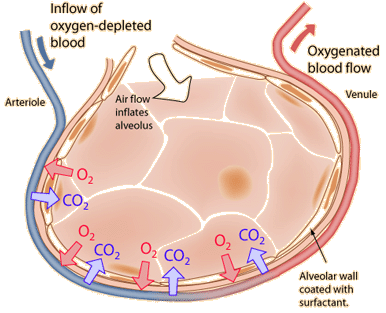 Inflow of
oxygen-depleted
blood
Oxygenated
blood flow
Arteriole
Venule
Air flow
inflates
alveolus
O2
CO2
O2
CO2
O2
CO2
O2
CO2
Alveolar wall
coated with
surfactant.